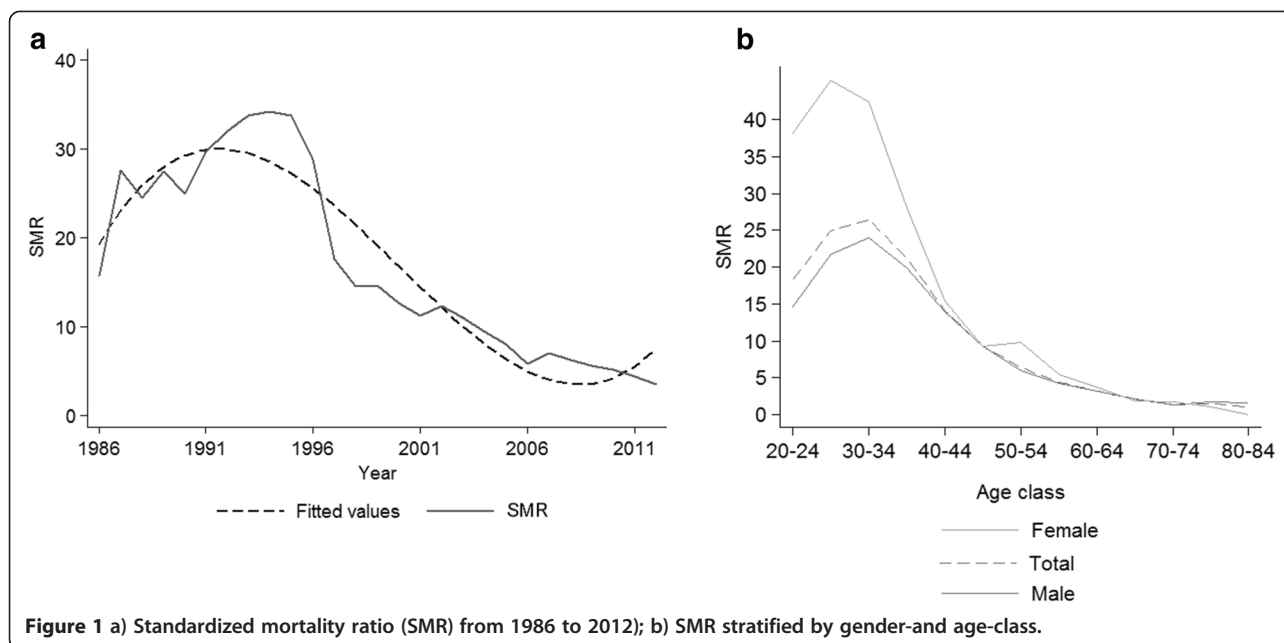 a
40
30
20
10
0
SMR
1986 1991 1996 2001 2006 2011
Year
Fitted values SMR
b
40
35
30
25
20
15
10
5
0
SMR
20-24 30-34 40-44 50-54 60-64 70-74 80-84
Age class
Female
Total
Male
Figure 1 a) Standardized mortality ratio (SMR) from 1986 to 2012); b) SMR stratified by gender-and age-class.